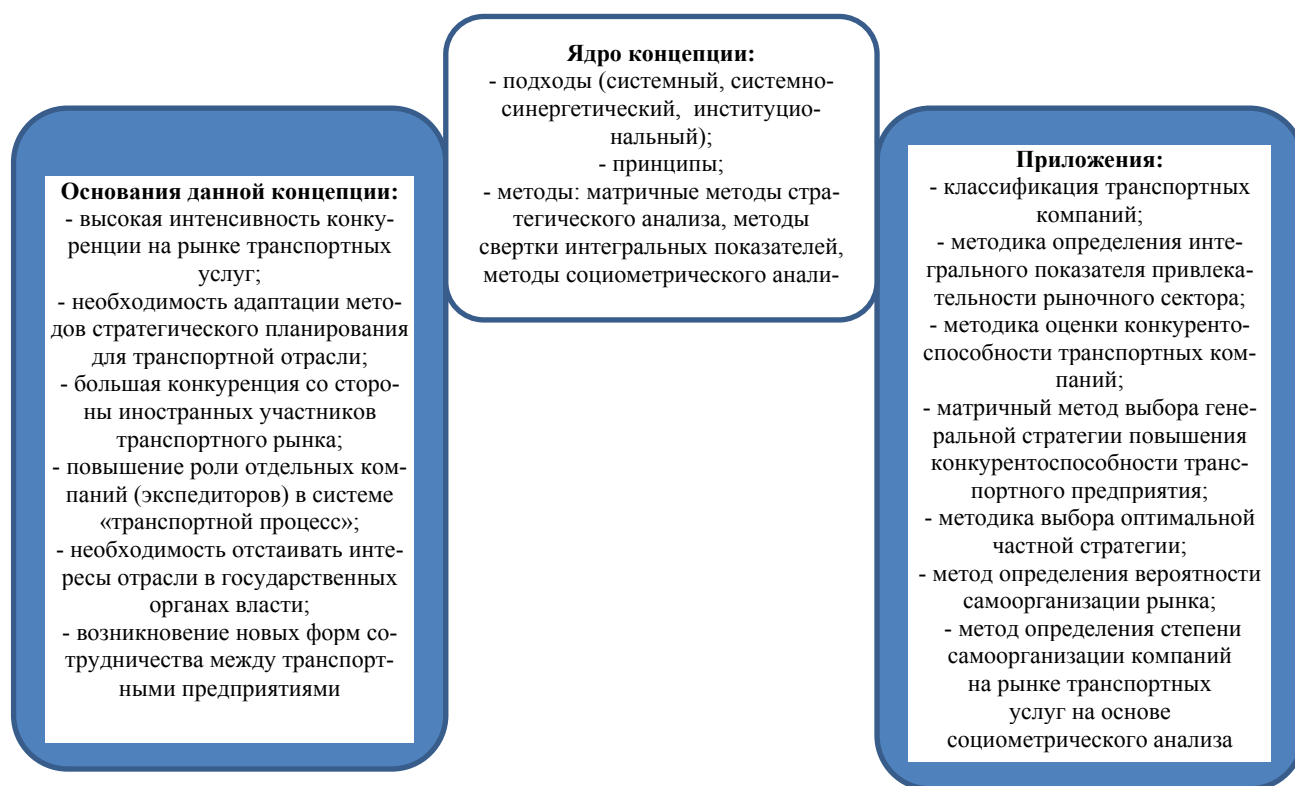 Ядро концепции:
- подходы (системный, системно-
синергетический, институцио-
нальный);
- принципы;
- методы: матричные методы стра-
тегического анализа, методы
свертки интегральных показателей,
методы социометрического анали-
Основания данной концепции:
- высокая интенсивность конку-
ренции на рынке транспортных
услуг;
- необходимость адаптации мето-
дов стратегического планирования
для транспортной отрасли;
- большая конкуренция со сторо-
ны иностранных участников
транспортного рынка;
- повышение роли отдельных ком-
паний (экспедиторов) в системе
«транспортной процесс»;
- необходимость отстаивать инте-
ресы отрасли в государственных
органах власти;
- возникновение новых форм со-
трудничества между транспорт-
ными предприятиями
Приложения:
- классификация транспортных
компаний;
- методика определения инте-
грального показателя привлека-
тельности рыночного сектора;
- методика оценки конкуренто-
способности транспортных ком-
паний;
- матричный метод выбора гене-
ральной стратегии повышения
конкурентоспособности транс-
портного предприятия;
- методика выбора оптимальной
частной стратегии;
- метод определения вероятности
самоорганизации рынка;
- метод определения степени
самоорганизации компаний
на рынке транспортных
услуг на основе
социометрического анализа